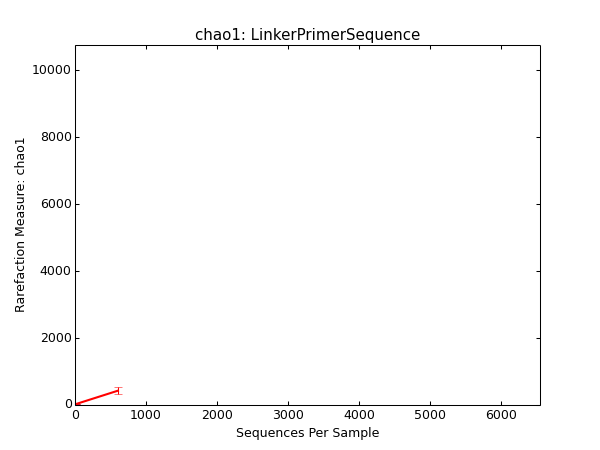 chao1: LinkerPrimerSequence
10000
8000
6000
4000
2000
0
Rarefaction Measure: chao1
0 1000 2000 3000 4000 5000 6000
Sequences Per Sample